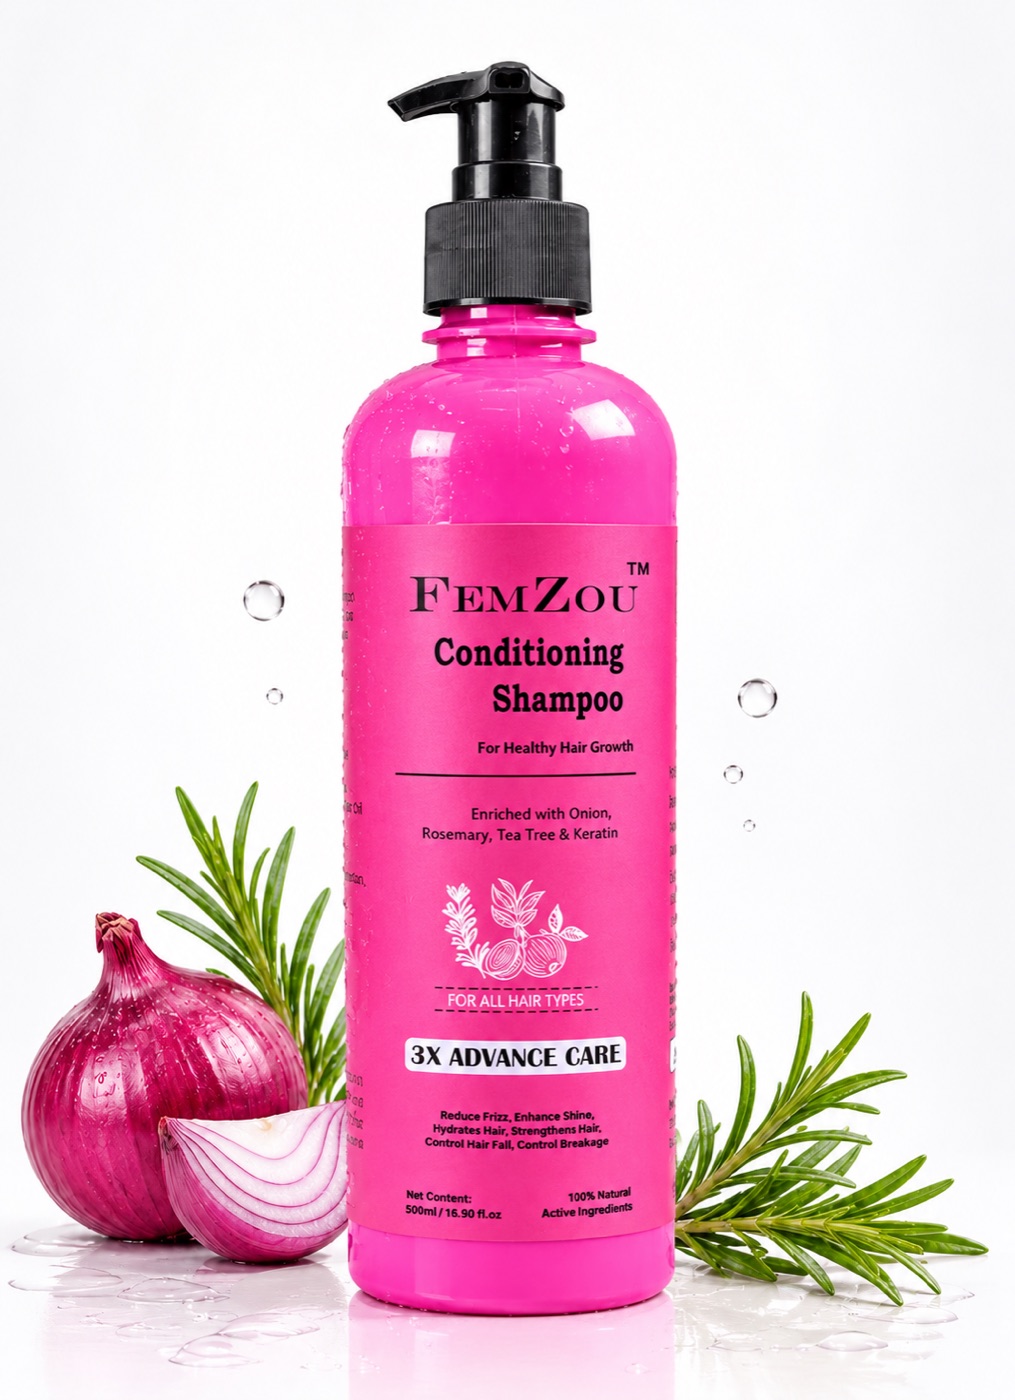 FEMZOU™
Conditioning
Shampoo
For Healthy Hair Growth
Enriched with Onion,
Rosemary, Tea Tree & Keratin
FOR ALL HAIR TYPES
3X ADVANCE CARE
Reduce Frizz, Enhance Shine,
Hydrates Hair, Strengthens Hair,
Control Hair Fall, Control Breakage
Net Content:
500ml / 16.90 fl.oz
100% Natural
Active Ingredients